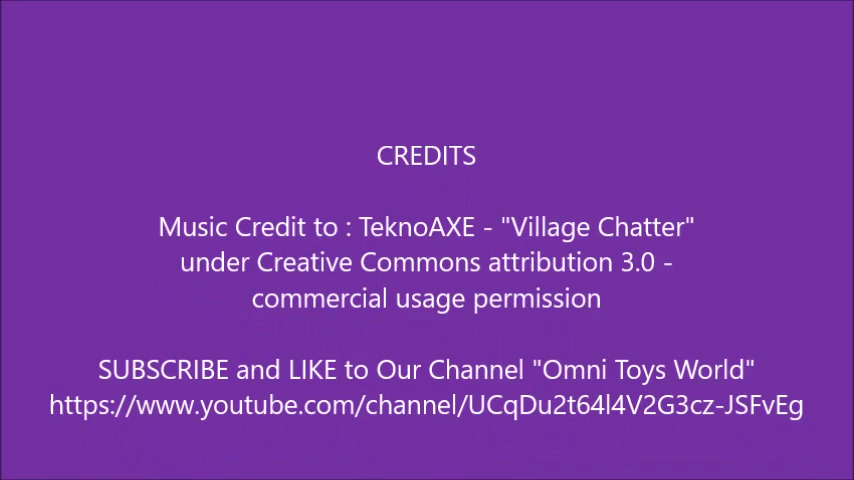 CREDITS
Music Credit to : TeknoAXE - "Village Chatter"
under Creative Commons attribution 3.0 -
commercial usage permission
SUBSCRIBE and LIKE to Our Channel "Omni Toys World"
https://www.youtube.com/channel/UCqDu2t64l4V2G3cz-JSFvEg